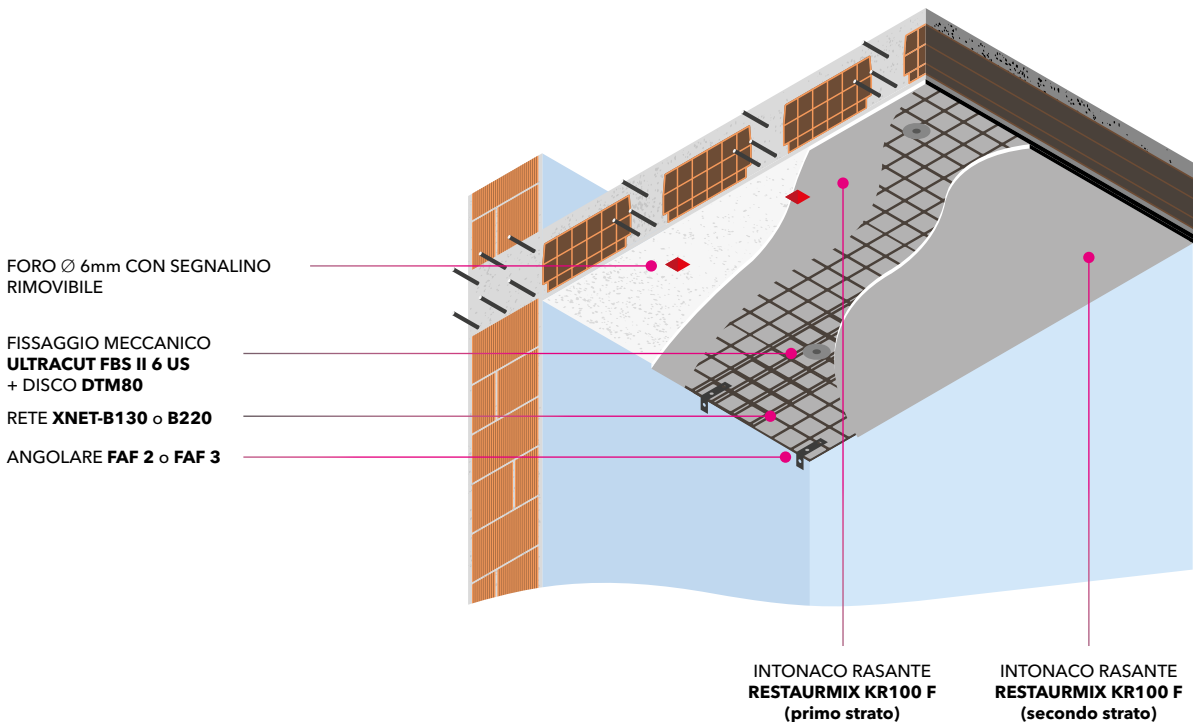 FORO Ø 6mm CON SEGNALINO
RIMOVIBILE
FISSAGGIO MECCANICO
ULTRACUT FBS II 6 US
+ DISCO DTM80
RETE XNET-B130 o B220
ANGOLARE FAF 2 o FAF 3
INTONACO RASANTE
RESTAURMIX KR100 F
(primo strato)
INTONACO RASANTE
RESTAURMIX KR100 F
(secondo strato)